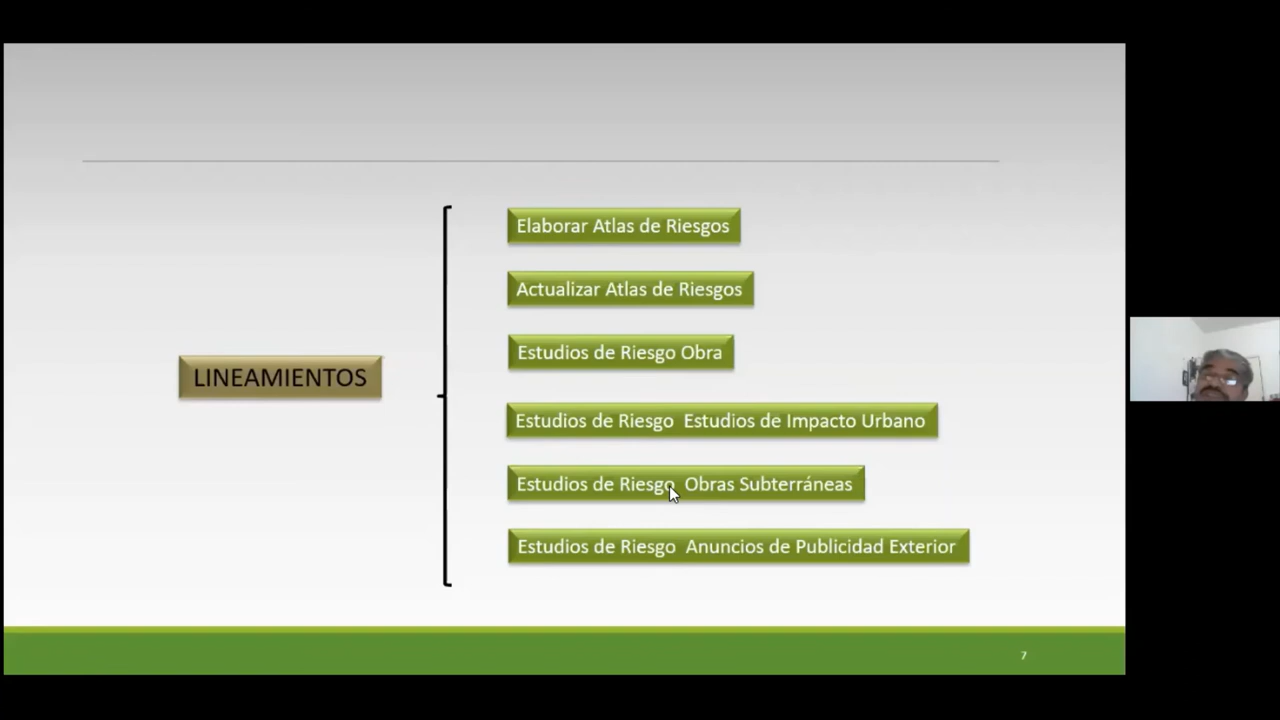 Elaborar Atlas de Riesgos
Actualizar Atlas de Riesgos
Estudios de Riesgo Obra
LINEAMIENTOS
Estudios de Riesgo Estudios de Impacto Urbano
Estudios de Riesgo Obras Subterráneas
Estudios de Riesgo Anuncios de Publicidad Exterior
7